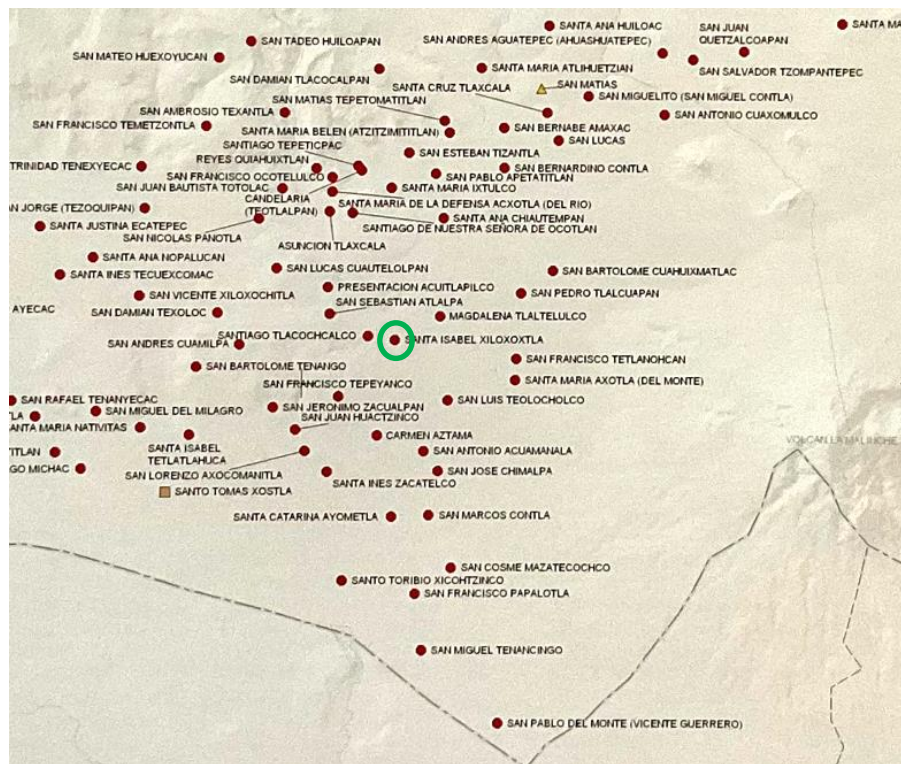 SANTA ANA HUILOAC
SANTA MA
SAN JUAN
QUETZALCOAPAN
SAN TADEO HUILOAPAN
SAN ANDRES AGUATEPEC (AHUASHUATEPEC)
SAN MATEO HUEXOYUCAN
SANTA MARIA ATLIHUETZIAN
SAN SALVADOR TZOMPANTEPEC
SAN DAMIAN TLACOCALPAN
SANTA CRUZ TLAXCALA
SAN MATIAS
SAN MATIAS TEPETOMATITLAN
SAN MIGUELITO (SAN MIGUEL CONTLA)
SAN AMBROSIO TEXANTLA
SAN ANTONIO CUAXOMULCO
SAN FRANCISCO TEMETZONTLA
SANTA MARIA BELEN (ATZITZIMITITLAN)
SAN BERNABE AMAXAC
SAN LUCAS
SANTIAGO TEPETICPAC
SAN ESTEBAN TIZANTLA
REYES QUIAHUIXTLAN
TRINIDAD TENEXYECAC
SAN BERNARDINO CONTLA
SAN FRANCISCO OCOTELULCO
SAN PABLO APETATITLAN
SAN JUAN BAUTISTA TOTOLAC
SANTA MARIA IXTULCO
CANDELARIA
(TEOTLALPAN)
SANTA MARIA DE LA DEFENSA ACXOTLA (DEL RIO)
AN JORGE (TEZOQUIPAN)
SANTA ANA CHIAUTEMPAN
SANTA JUSTINA ECATEPEC
SANTIAGO DE NUESTRA SEÑORA DE OCOTLAN
SAN NICOLAS PANOTLA
ASUNCION TLAXCALA
SANTA ANA NOPALUCAN
SAN LUCAS CUAUTELOLPAN
SAN BARTOLOME CUAHUIXMATLAC
SANTA INES TECUEXCOMAC
PRESENTACION ACUITLAPILCO
SAN VICENTE XILOXOCHITLA
SAN PEDRO TLALCUAPAN
SAN SEBASTIAN ATLALPA
AYECAC
SAN DAMIAN TEXOLOC
MAGDALENA TLALTELULCO
SANTIAGO TLACOCHCALCO
SANTA ISABEL XILOXOXTLA
SAN ANDRES CUAMILPA
SAN FRANCISCO TETLANOHCAN
SAN BARTOLOME TENANGO
SANTA MARIA AXOTLA (DEL MONTE)
SAN FRANCISCO TEPEYANCO
SAN RAFAEL TENANYECAC
SAN LUIS TEOLOCHOLCO
TLA
SAN MIGUEL DEL MILAGRO
SAN JERONIMO ZACUALPAN
SAN JUAN HUACTZINCO
ANTA MARIA NATIVITAS
CARMEN AZTAMA
VOLCAN LA MALINCHE
SANTA ISABEL
TETLATLAHUCA
TITLAN
SAN ANTONIO ACUAMANALA
GO MICHAC
SAN LORENZO AXOCOMANITLA
SAN JOSE CHIMALPA
SANTA INES ZACATELCO
SANTO TOMAS XOSTLA
SANTA CATARINA AYOMETLA
SAN MARCOS CONTLA
SAN COSME MAZATECOCHCO
SANTO TORIBIO XICOHTZINCO
SAN FRANCISCO PAPALOTLA
SAN MIGUEL TENANCINGO
SAN PABLO DEL MONTE (VICENTE GUERRERO)